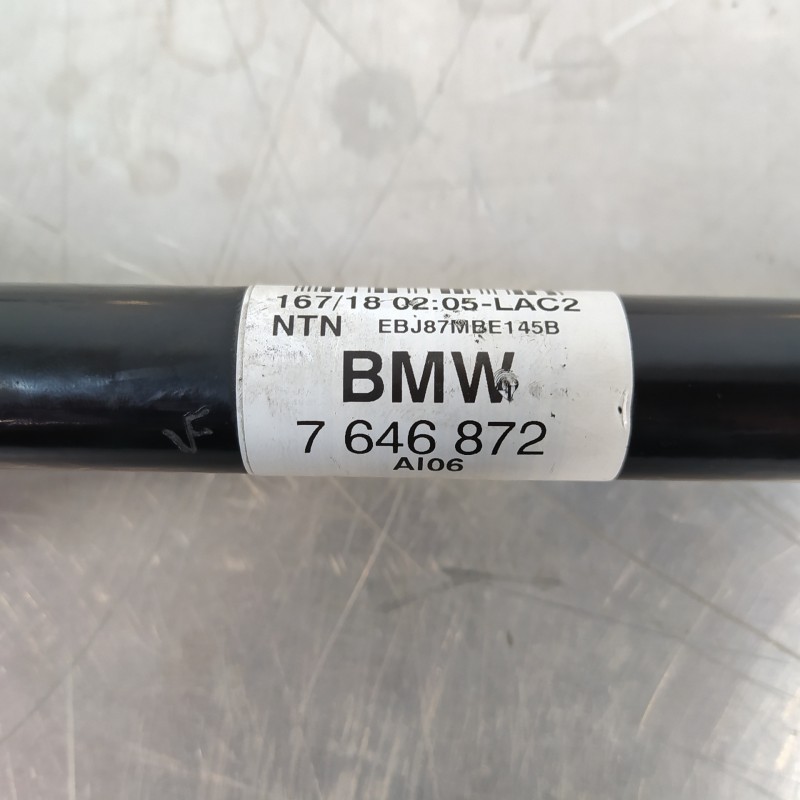 167/18 02:05-LAC2
NTN EBJ87MBE145B
BMW
7 646 872
AI06